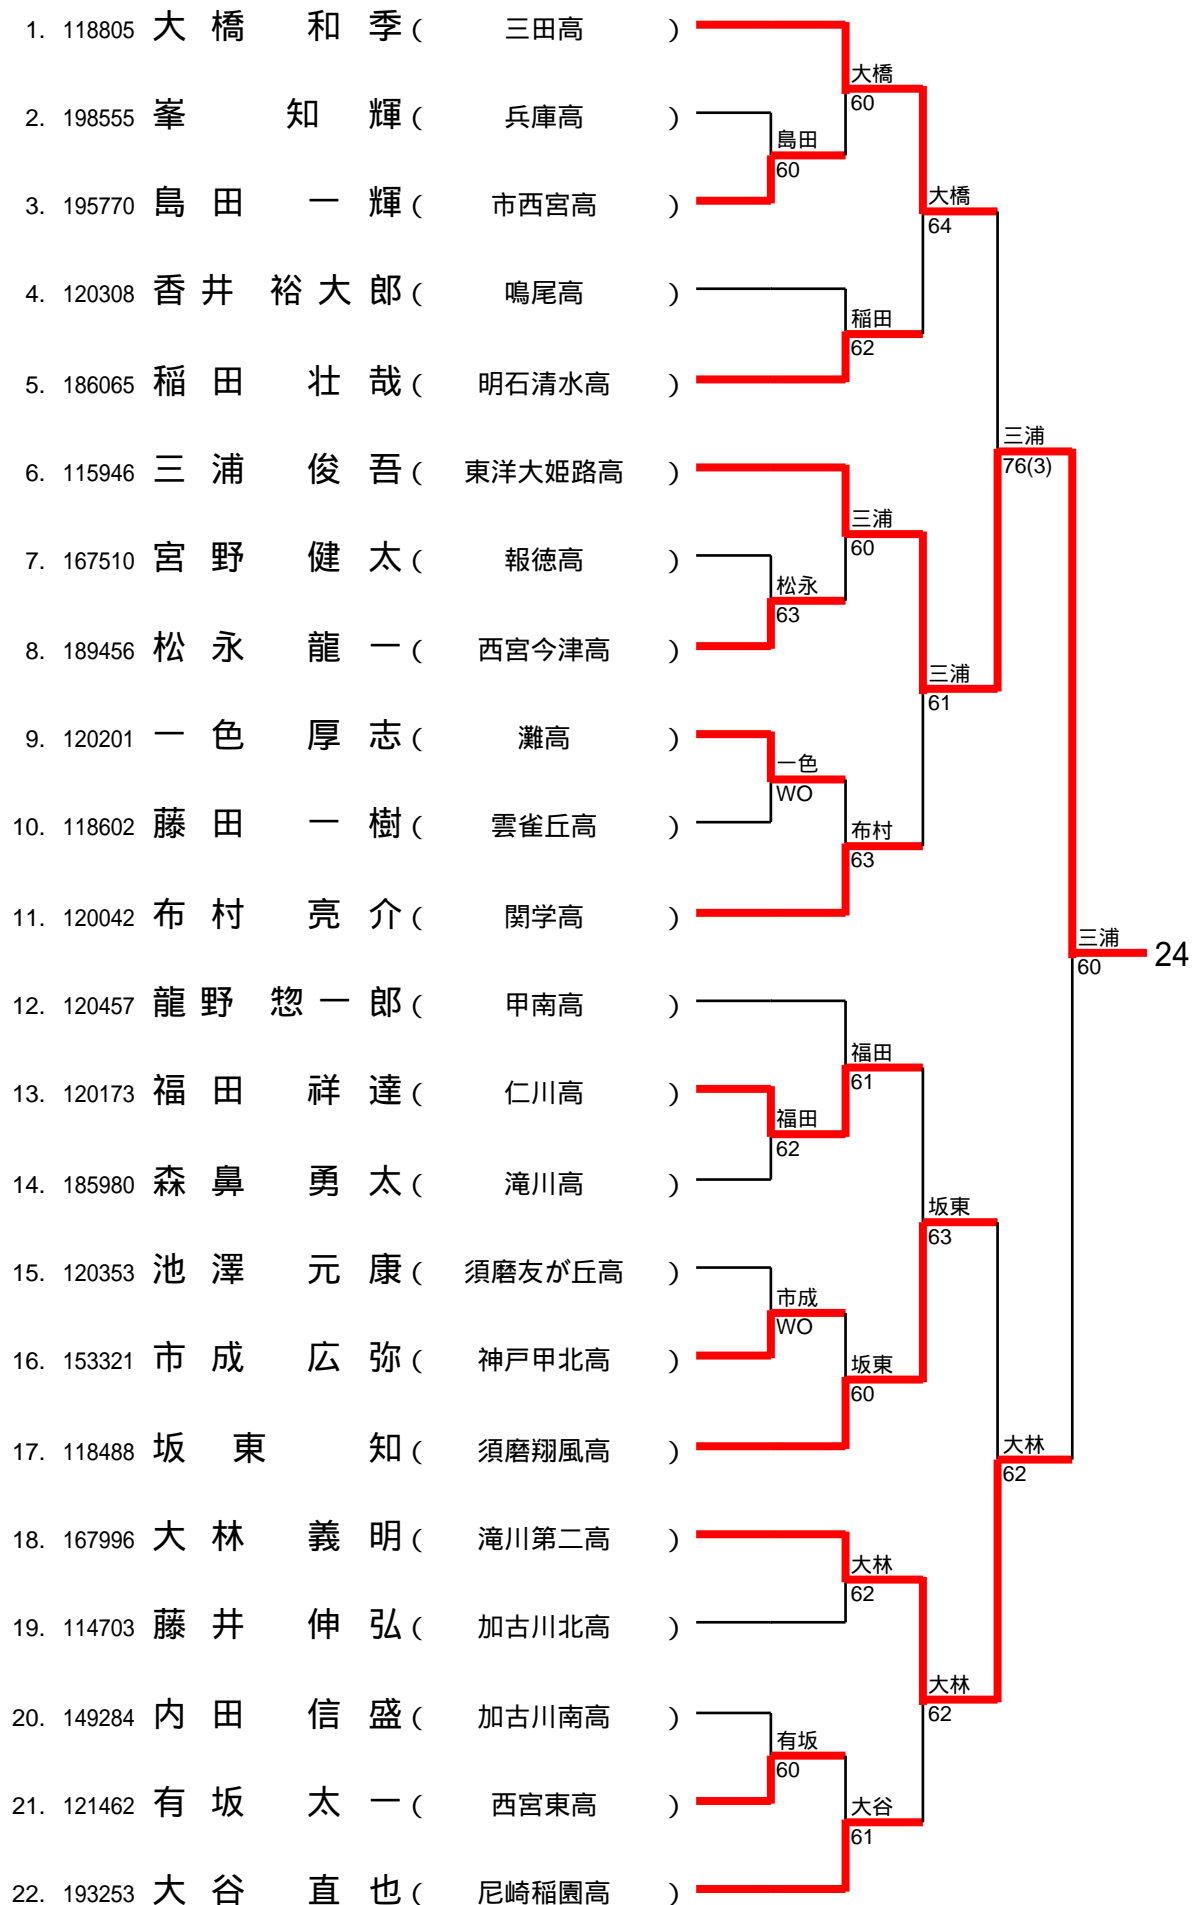 1. 118805 大橋 和季 ( 三田高 )
大橋
60
2. 198555 峯 知輝 ( 兵庫高 )
島田
60
3. 195770 島田 一輝 ( 市西宮高 )
大橋
64
4. 120308 香井 裕大郎 ( 鳴尾高 )
稲田
62
5. 186065 稲田 壮哉 ( 明石清水高 )
三浦
76(3)
6. 115946 三浦 俊吾 ( 東洋大姫路高 )
三浦
60
7. 167510 宮野 健太 ( 報徳高 )
松永
63
8. 189456 松永 龍一 ( 西宮今津高 )
三浦
61
9. 120201 一色 厚志 ( 灘高 )
一色
WO
10. 118602 藤田 一樹 ( 雲雀丘高 )
布村
63
11. 120042 布村 亮介 ( 関学高 )
三浦
60
24
12. 120457 龍野 惣一郎 ( 甲南高 )
福田
61
13. 120173 福田 祥達 ( 仁川高 )
福田
62
14. 185980 森鼻 勇太 ( 滝川高 )
坂東
63
15. 120353 池澤 元康 ( 須磨友が丘高 )
市成
WO
16. 153321 市成 広弥 ( 神戸甲北高 )
坂東
60
17. 118488 坂東 知 ( 須磨翔風高 )
大林
62
18. 167996 大林 義明 ( 滝川第二高 )
大林
62
19. 114703 藤井 伸弘 ( 加古川北高 )
大林
62
20. 149284 内田 信盛 ( 加古川南高 )
有坂
60
21. 121462 有坂 太一 ( 西宮東高 )
大谷
61
22. 193253 大谷 直也 ( 尼崎稲園高 )